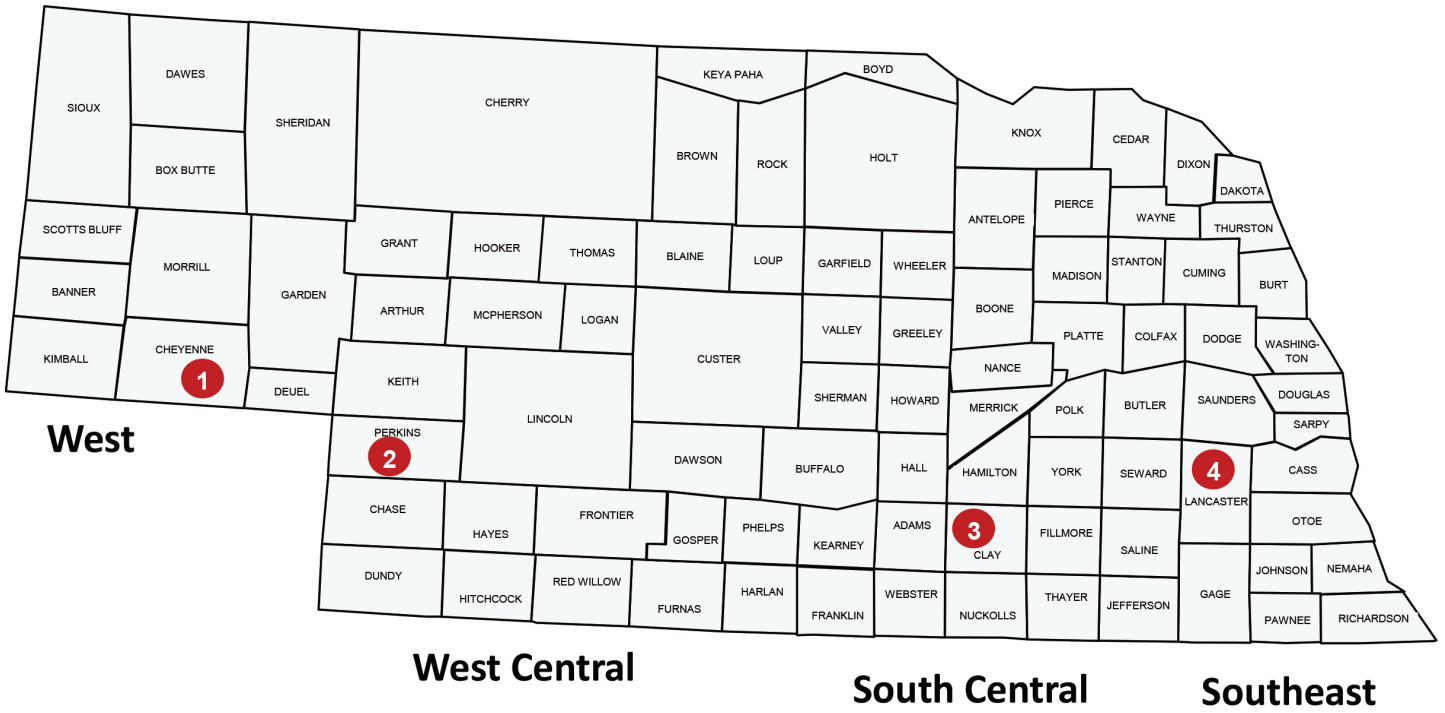 KEYA PAHA
BOYD
DAWES
SIOUX
CHERRY
SHERIDAN
KNOX
CEDAR
BROWN
ROCK
HOLT
DIXON
BOX BUTTE
DAKOTA
PIERCE
WAYNE
ANTELOPE
THURSTON
SCOTTS BLUFF
GRANT
HOOKER
THOMAS
BLAINE
LOUP
GARFIELD
WHEELER
MORRILL
STANTON
MADISON
CUMING
BURT
BANNER
GARDEN
ARTHUR
MCPHERSON
LOGAN
BOONE
VALLEY
GREELEY
PLATTE
COLFAX
DODGE
WASHING-
TON
KIMBALL
CHEYENNE
1
CUSTER
NANCE
KEITH
DEUEL
LINCOLN
SHERMAN
HOWARD
MERRICK
POLK
BUTLER
SAUNDERS
DOUGLAS
SARPY
West
PERKINS
2
DAWSON
BUFFALO
HALL
HAMILTON
YORK
SEWARD
4
LANCASTER
CASS
CHASE
HAYES
FRONTIER
GOSPER
PHELPS
KEARNEY
ADAMS
3
CLAY
FILLMORE
SALINE
OTOE
DUNDY
HITCHCOCK
RED WILLOW
FURNAS
HARLAN
FRANKLIN
WEBSTER
NUCKOLLS
THAYER
JEFFERSON
GAGE
JOHNSON
NEMAHA
PAWNEE
RICHARDSON
West Central
South Central
Southeast